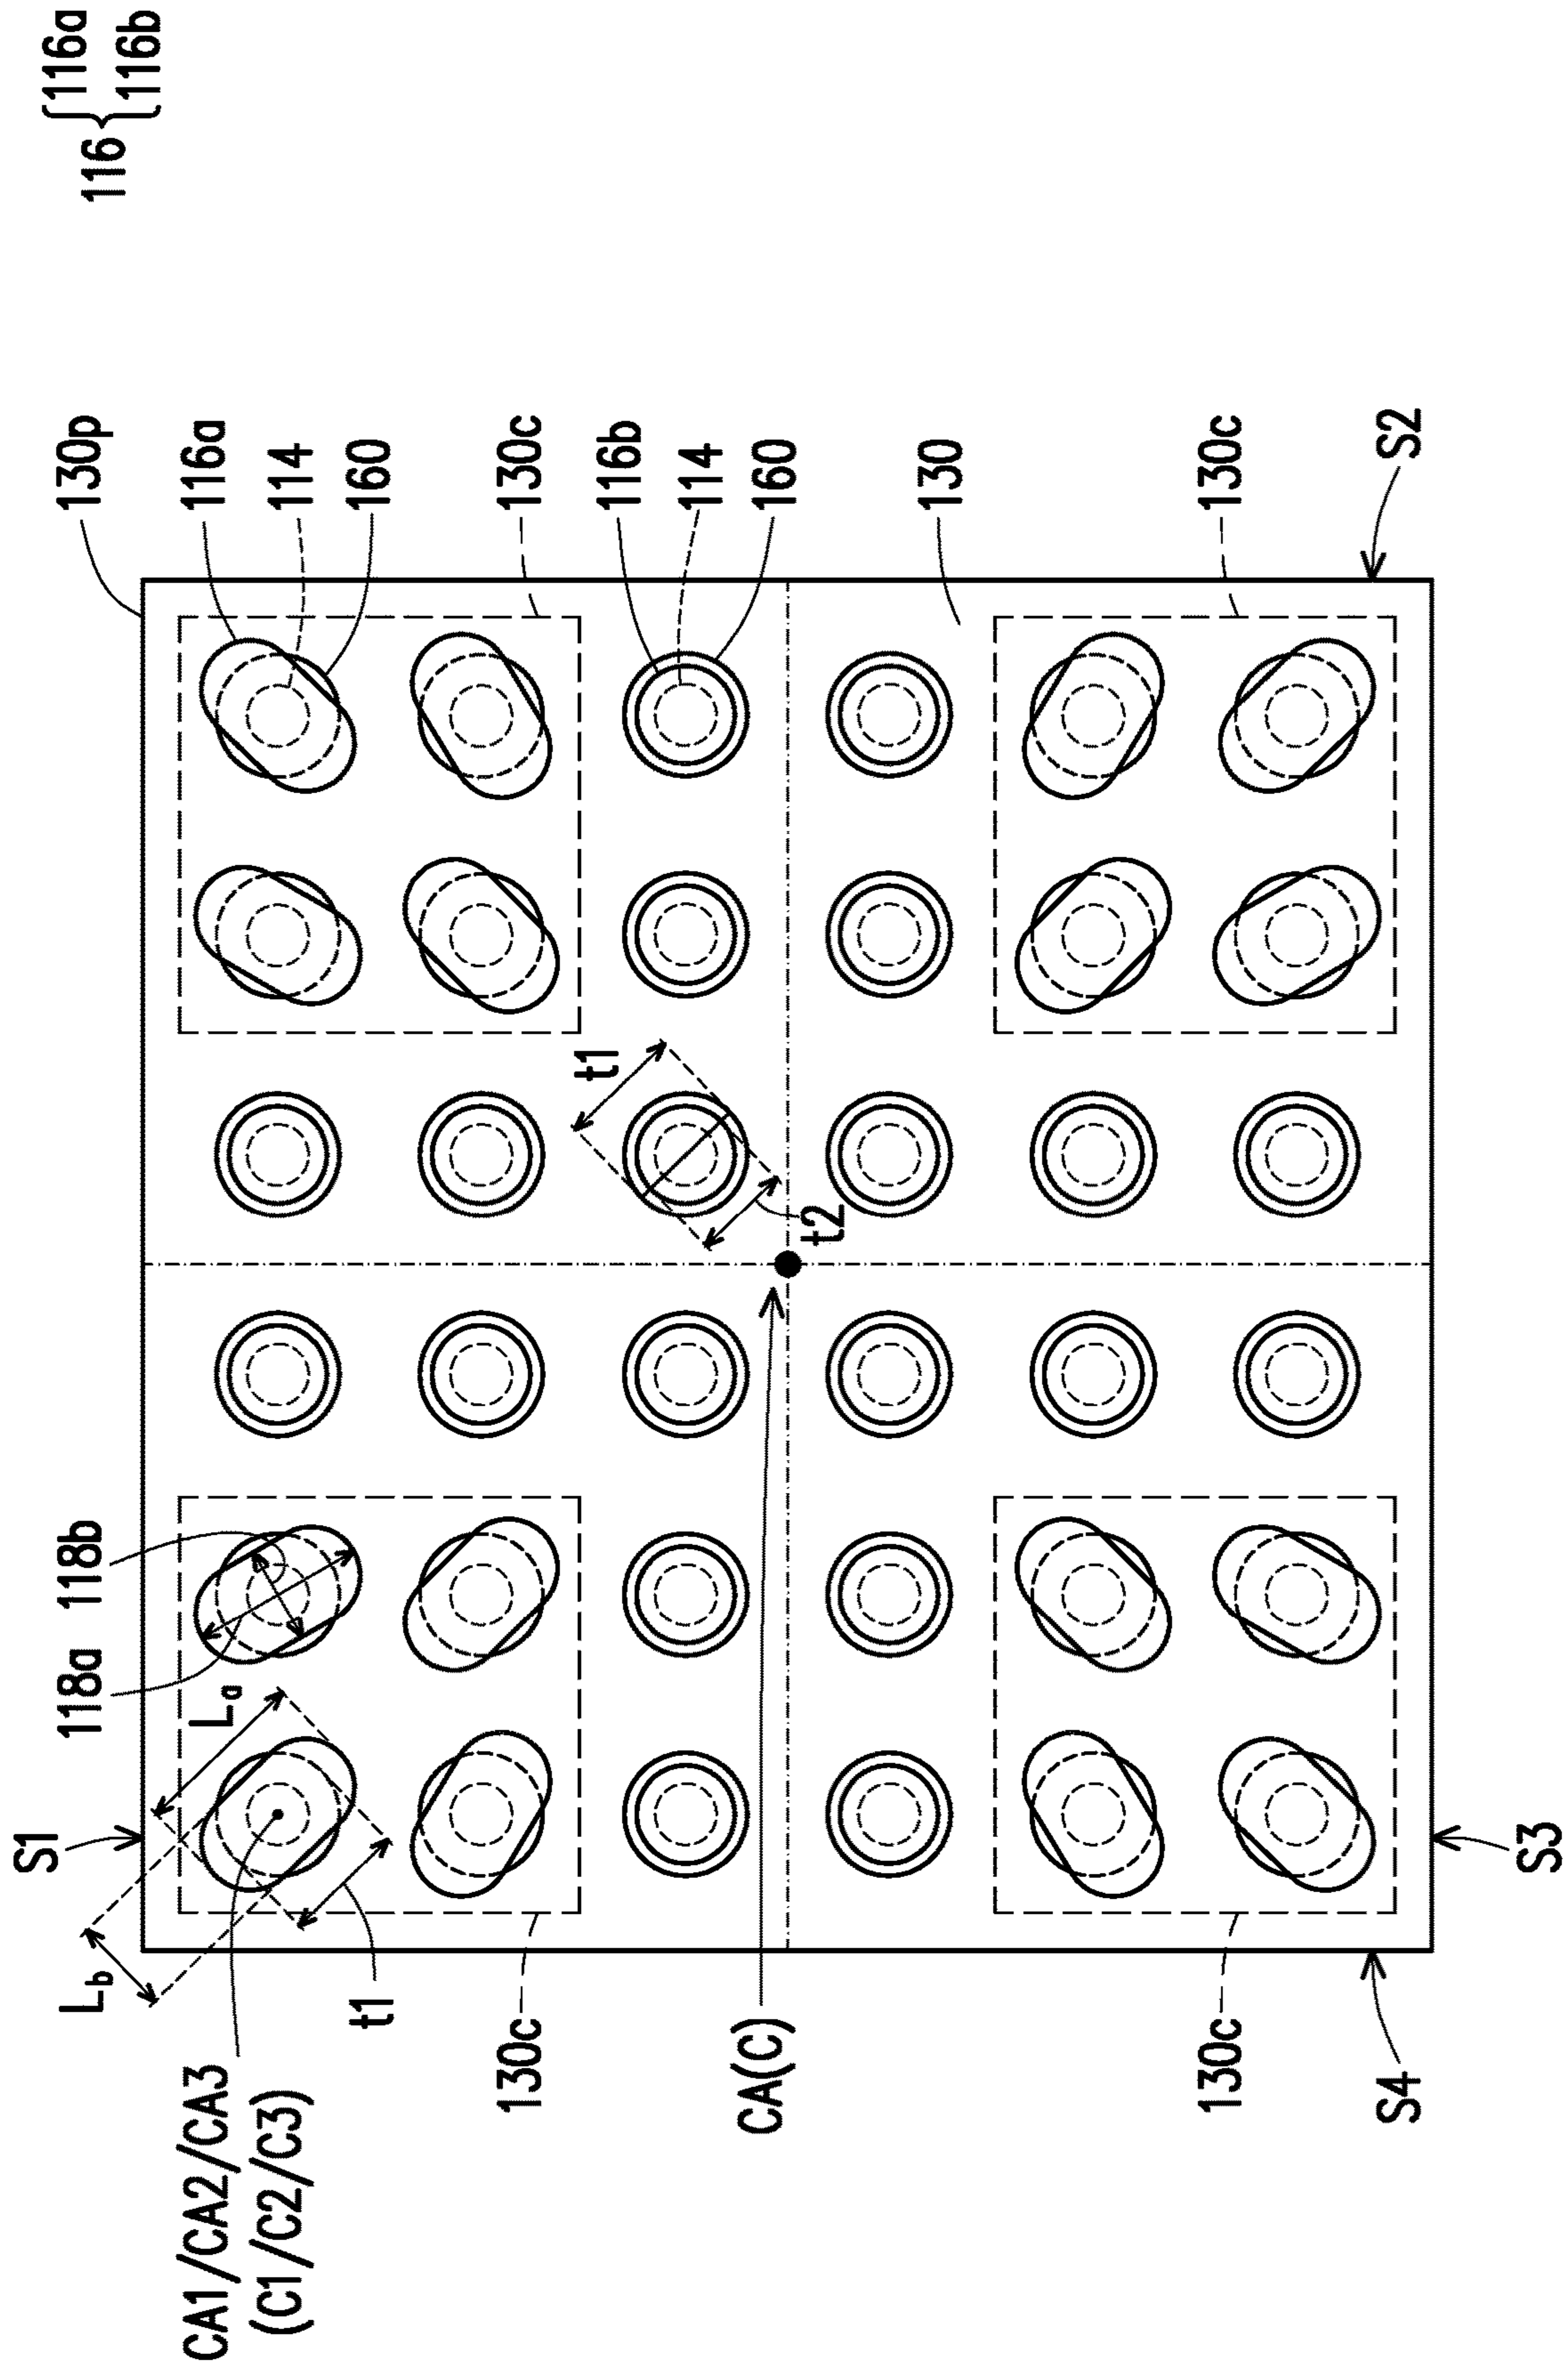 116 { 116a
116b
130p
116a
114
160
130c
116b
114
160
130
130c
S2
S1
118a
118b
La
Lb
t1
t1
t2
CA1/CA2/CA3
(C1/C2/C3)
130c
CA(C)
130c
S4
S3